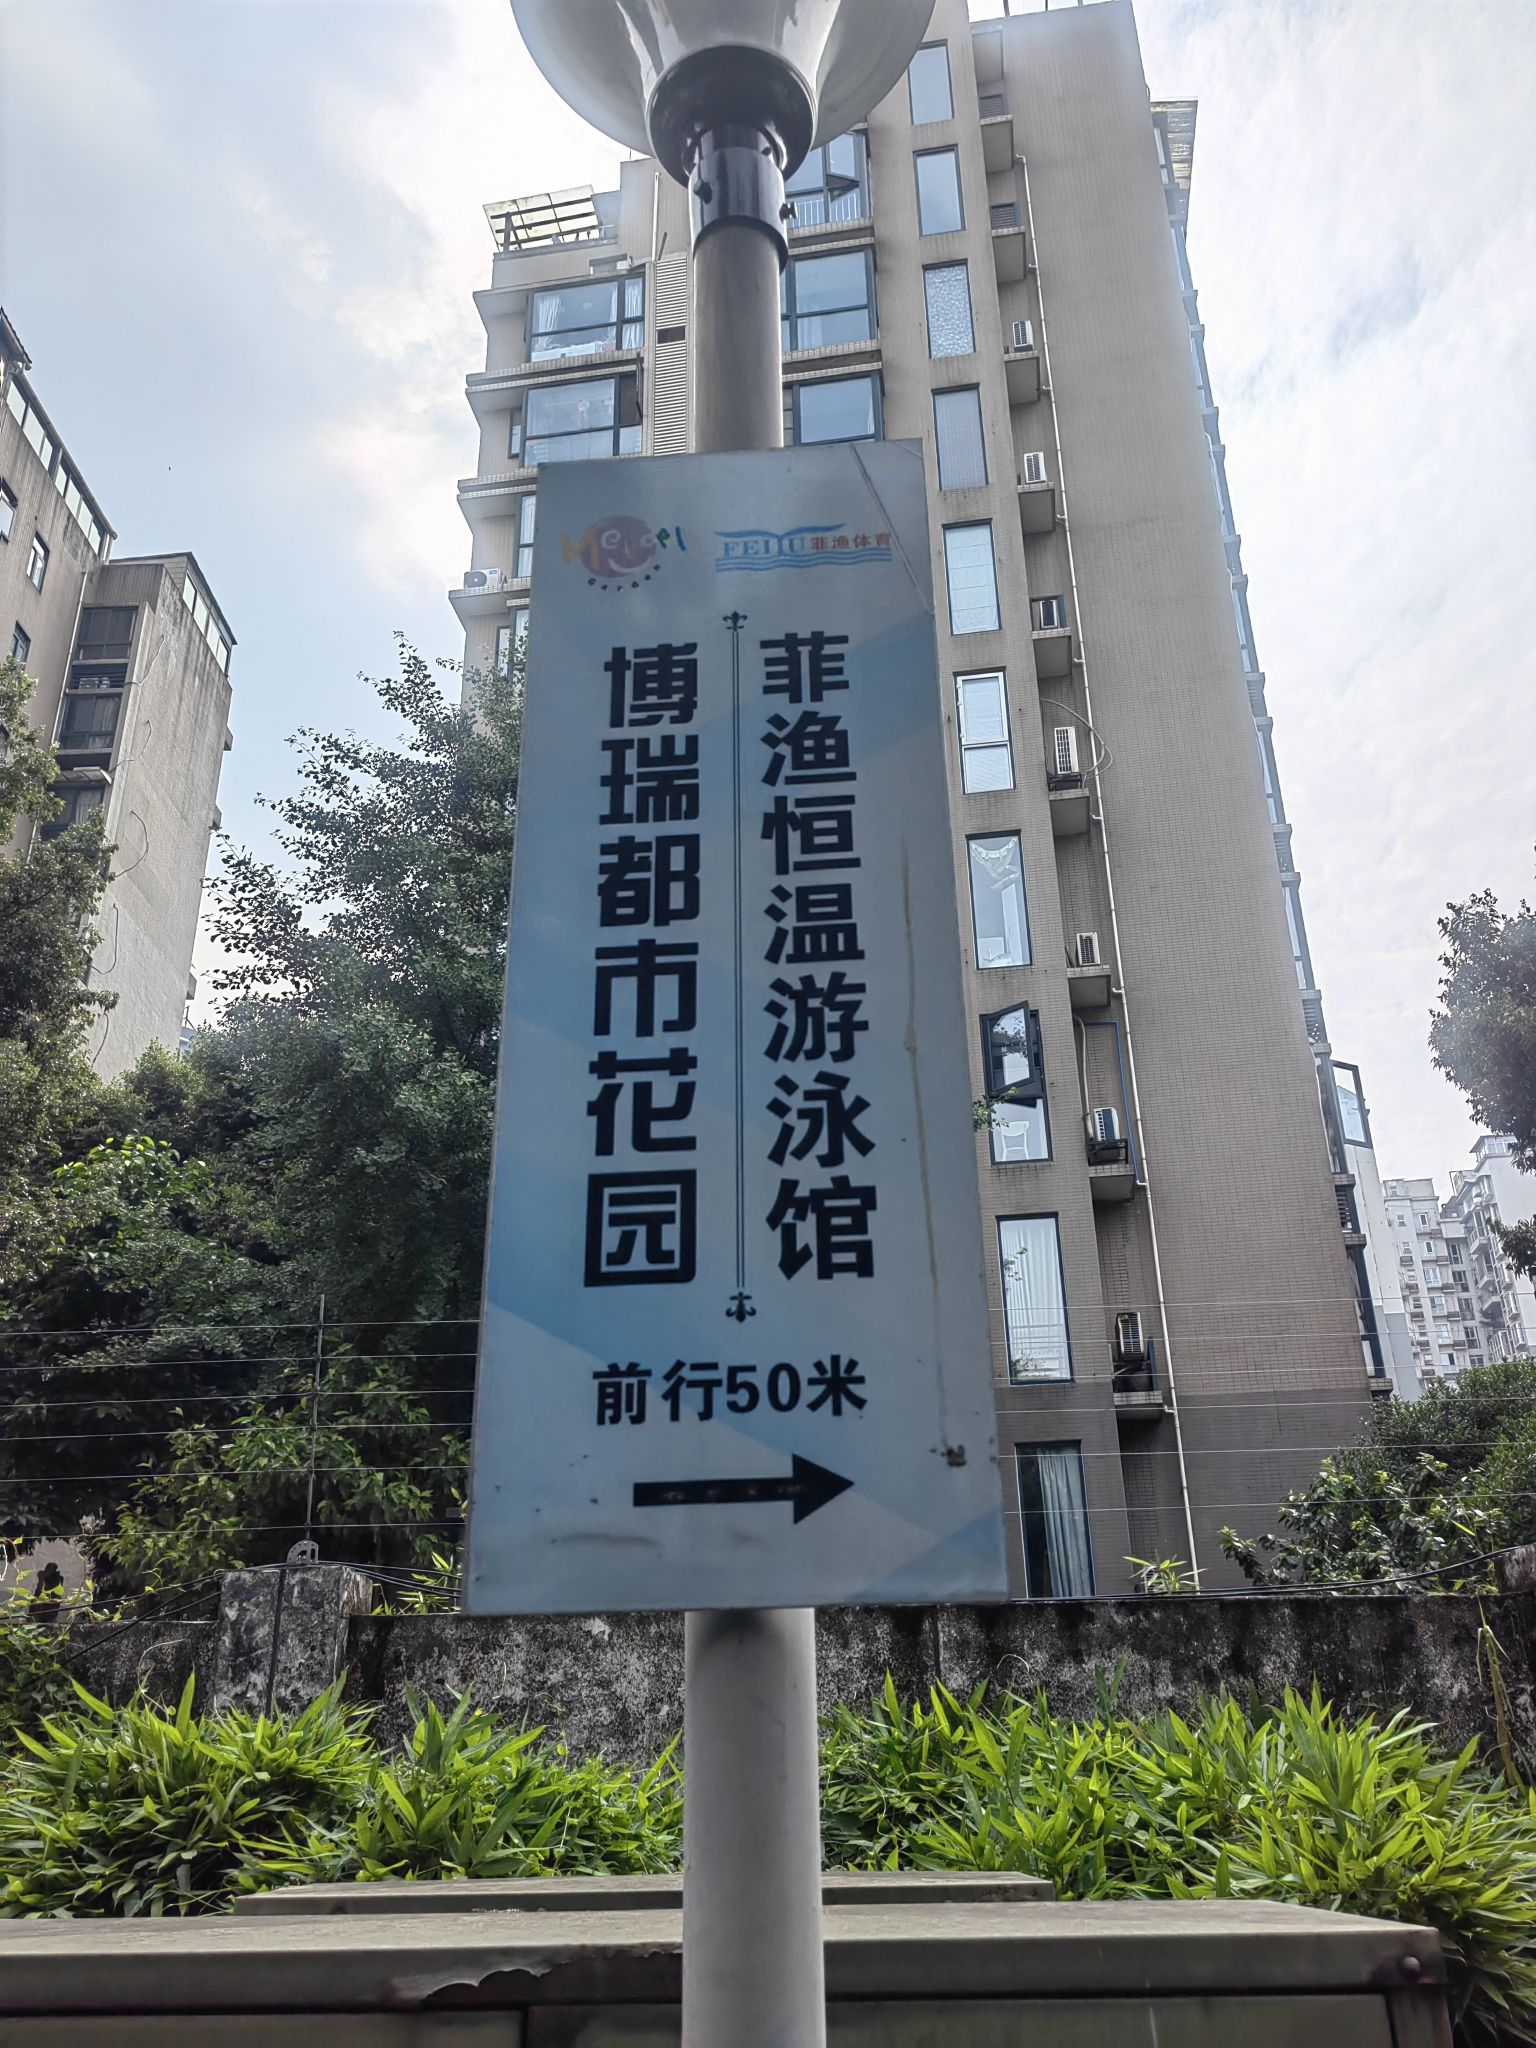 Garden
FEIYU 菲渔体育
博瑞都市花园
菲渔恒温游泳馆
前行50米